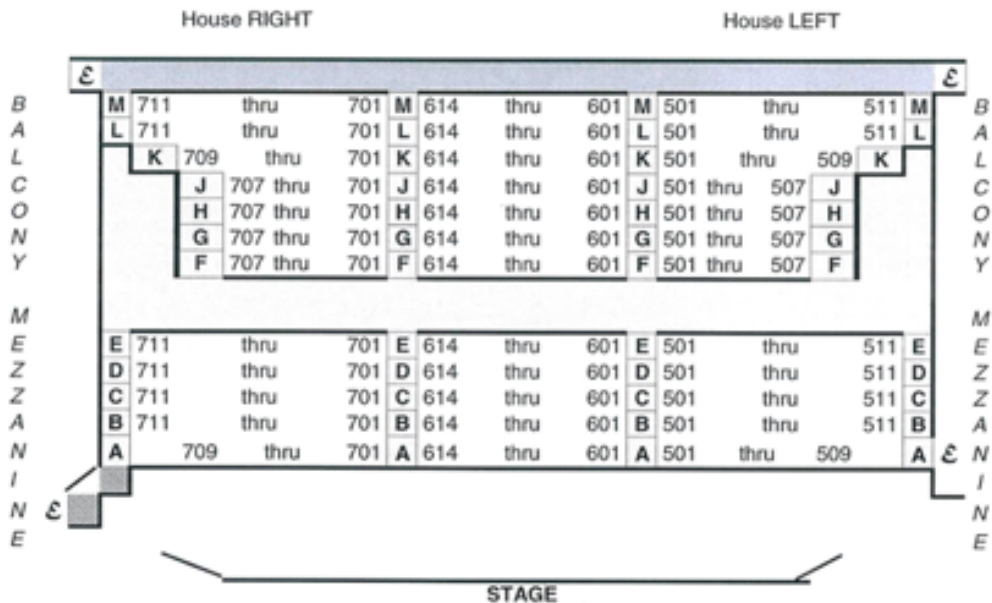 House RIGHT House LEFT
ℰ ℰ
B M 711 thru 701 M 614 thru 601 M 501 thru 511 M B
A L 711 thru 701 L 614 thru 601 L 501 thru 511 L A
L K 709 thru 701 K 614 thru 601 K 501 thru 509 K L
C J 707 thru 701 J 614 thru 601 J 501 thru 507 J C
O H 707 thru 701 H 614 thru 601 H 501 thru 507 H O
N G 707 thru 701 G 614 thru 601 G 501 thru 507 G N
Y F 707 thru 701 F 614 thru 601 F 501 thru 507 F Y
M M
E E 711 thru 701 E 614 thru 601 E 501 thru 511 E E
Z D 711 thru 701 D 614 thru 601 D 501 thru 511 D Z
Z C 711 thru 701 C 614 thru 601 C 501 thru 511 C Z
A B 711 thru 701 B 614 thru 601 B 501 thru 511 B A
N A 709 thru 701 A 614 thru 601 A 501 thru 509 A ℰ N
I I
N ℰ N
E E
STAGE